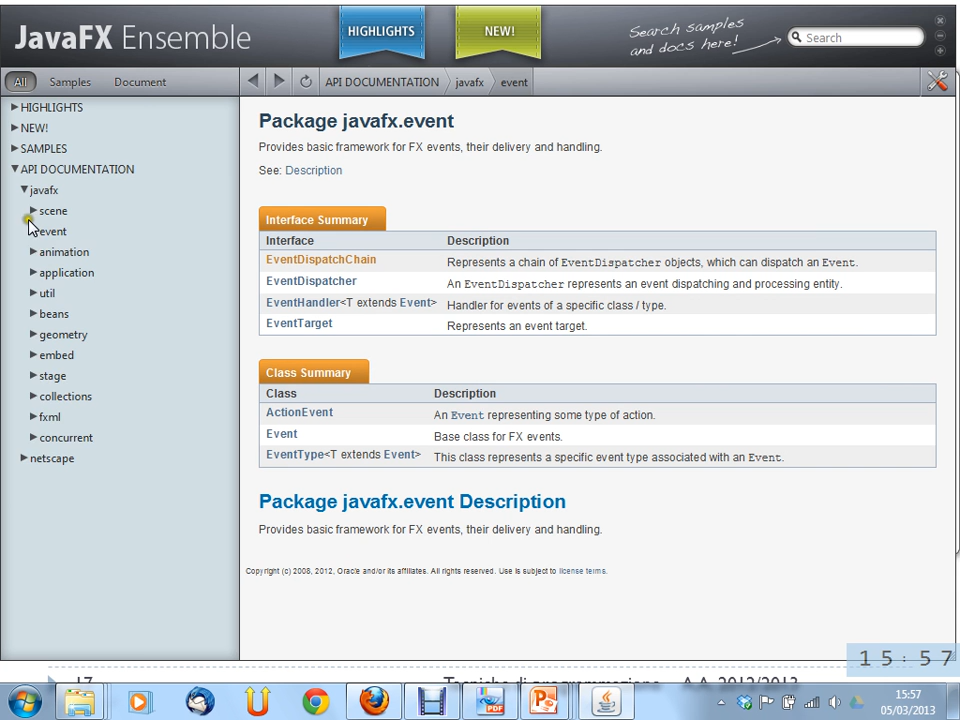 JavaFX Ensemble
HIGHLIGHTS
NEW!
Search samples
and docs here!
Search
All Samples Document
API DOCUMENTATION javafx event
HIGHLIGHTS
NEW!
SAMPLES
API DOCUMENTATION
javafx
scene
event
animation
application
util
beans
geometry
embed
stage
collections
fxml
concurrent
netscape
Package javafx.event
Provides basic framework for FX events, their delivery and handling.
See: Description
Interface Summary
Interface Description
EventDispatchChain Represents a chain of EventDispatcher objects, which can dispatch an Event.
EventDispatcher An EventDispatcher represents an event dispatching and processing entity.
EventHandler<T extends Event> Handler for events of a specific class / type.
EventTarget Represents an event target.
Class Summary
Class Description
ActionEvent An Event representing some type of action.
Event Base class for FX events.
EventType<T extends Event> This class represents a specific event type associated with an Event.
Package javafx.event Description
Provides basic framework for FX events, their delivery and handling.
Copyright (c) 2008, 2012, Oracle and/or its affiliates. All rights reserved. Use is subject to license terms.
15:57
17 Tecniche di programmazione A.A. 2012/2013
PDF
15:57
05/03/2013